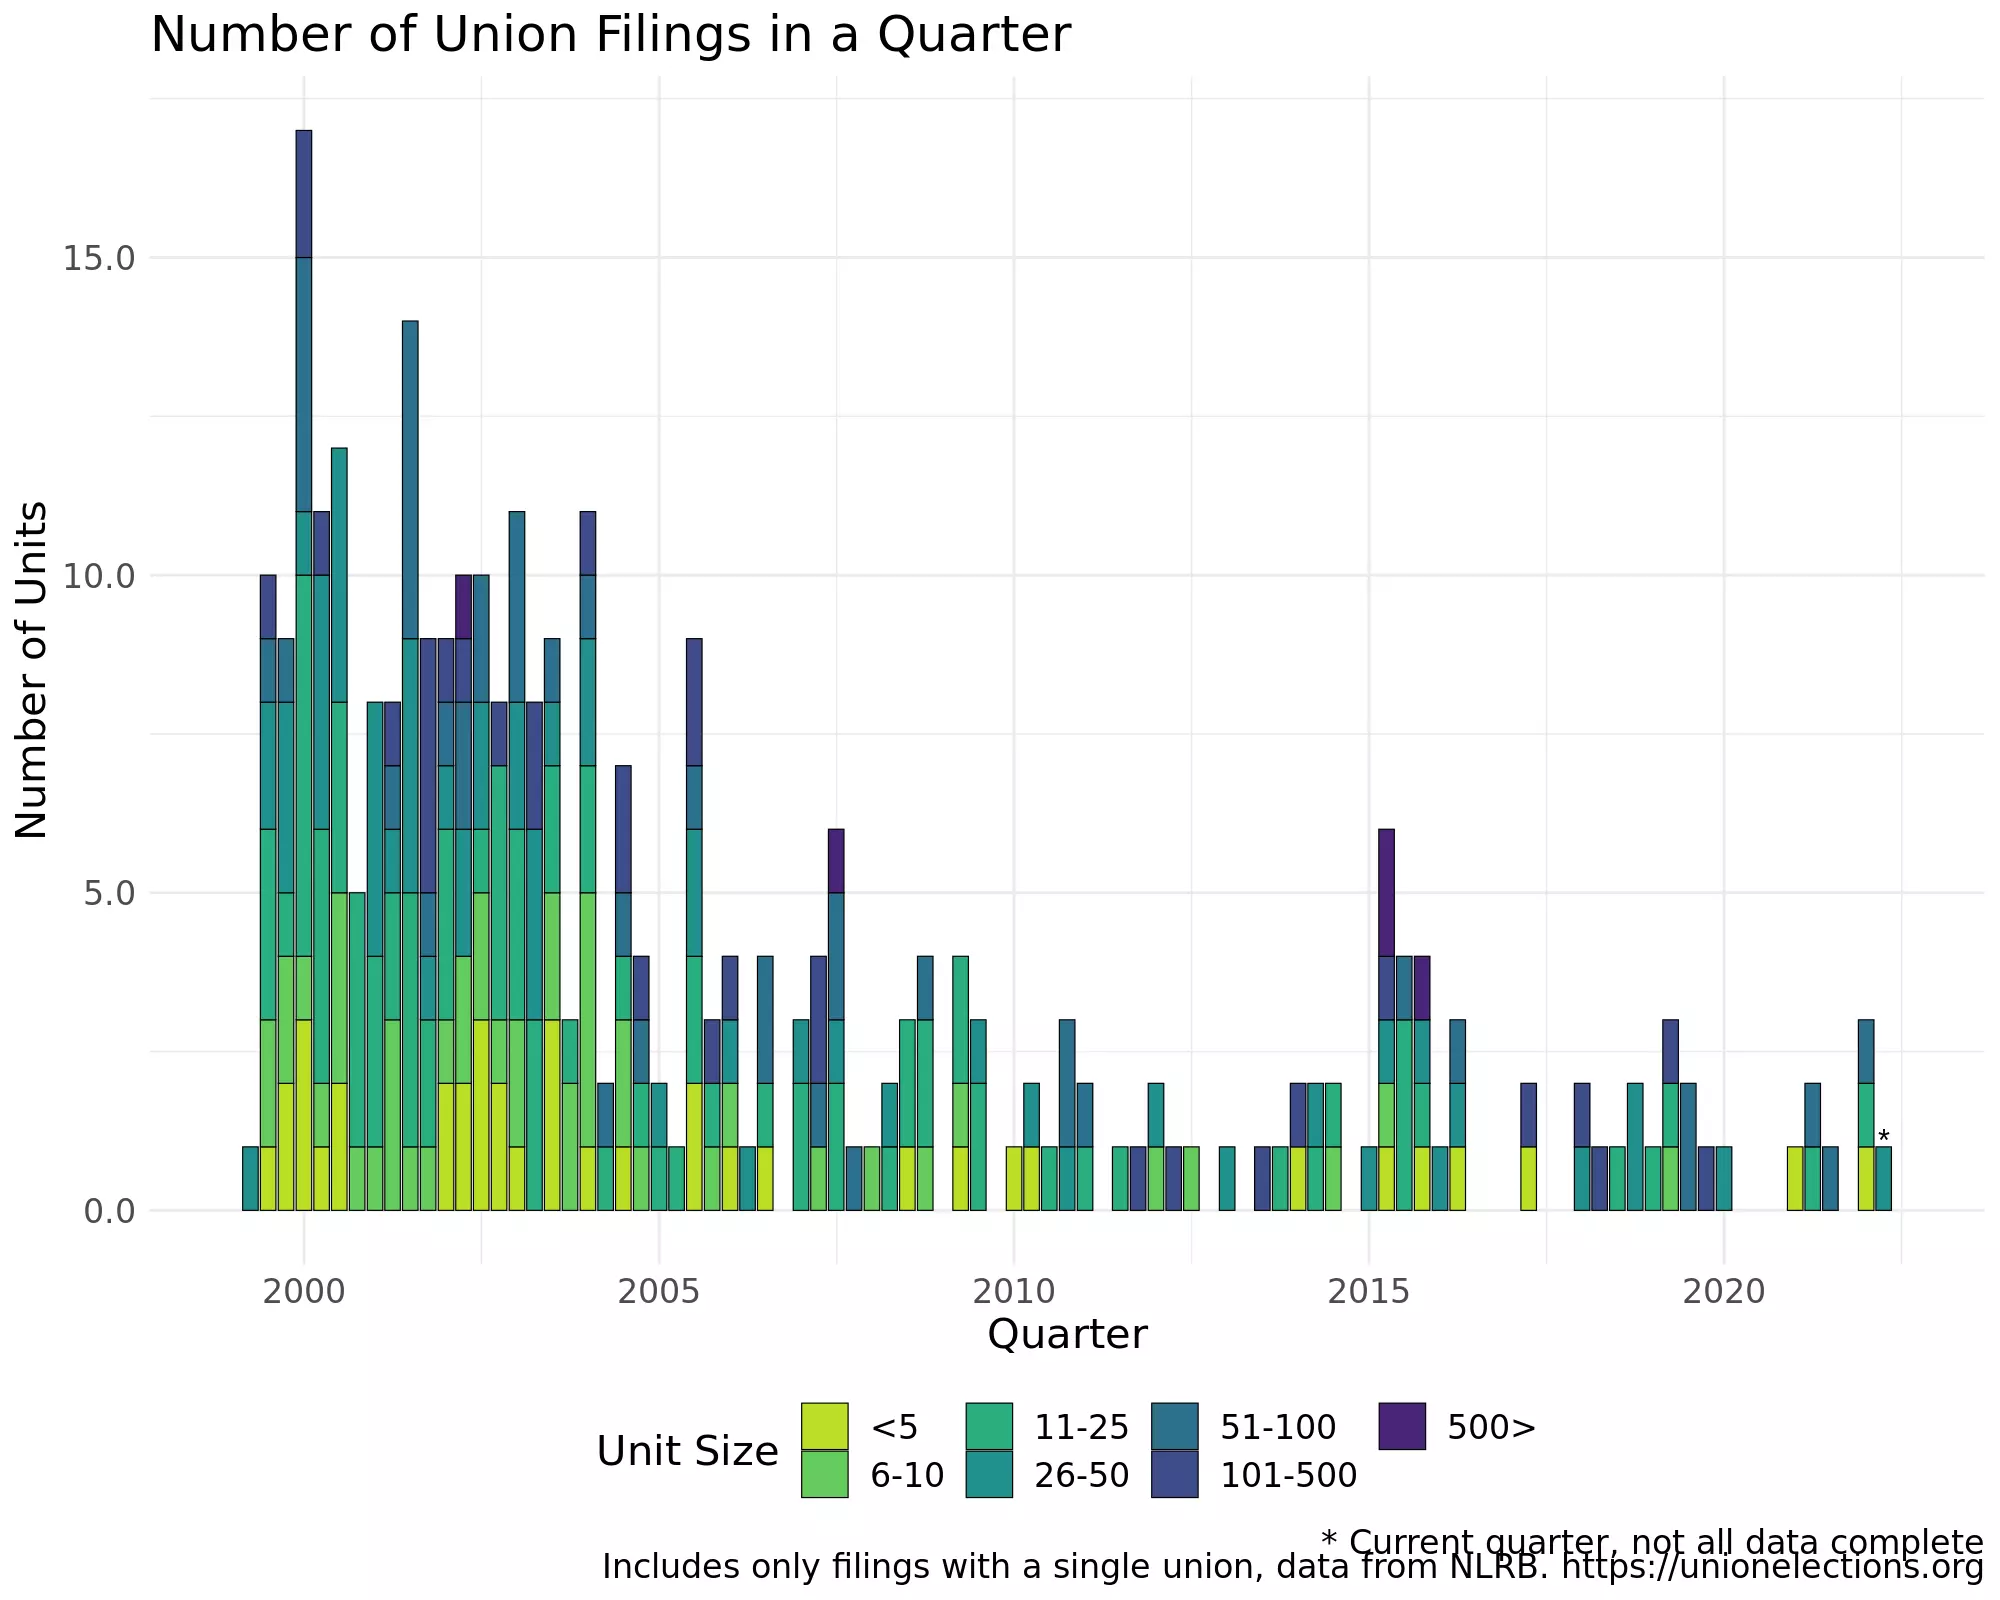 Number of Union Filings in a Quarter
Number of Units
15.0
10.0
5.0
0.0
*
2000 2005 2010 2015 2020
Quarter
Unit Size
<5 11-25 51-100 500>
6-10 26-50 101-500
* Current quarter, not all data complete
Includes only filings with a single union, data from NLRB. https://unionelections.org